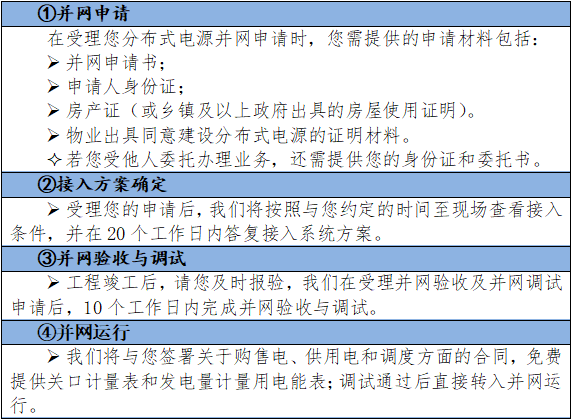 ①并网申请
在受理您分布式电源并网申请时，您需提供的申请材料包括：
➢并网申请书；
➢申请人身份证；
➢房产证（或乡镇及以上政府出具的房屋使用证明）。
➢物业出具同意建设分布式电源的证明材料。
✧若您受他人委托办理业务，还需提供您的身份证和委托书。
②接入方案确定
➢受理您的申请后，我们将按照与您约定的时间至现场查看接入
条件，并在 20 个工作日内答复接入系统方案。
③并网验收与调试
➢工程竣工后，请您及时报验，我们在受理并网验收及并网调试
申请后，10 个工作日内完成并网验收与调试。
④并网运行
➢我们将与您签署关于购售电、供用电和调度方面的合同，免费
提供关口计量表和发电量计量用电能表；调试通过后直接转入并网运
行。